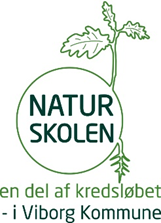 NATUR
SKOLEN
en del af kredsløbet
- i Viborg Kommune